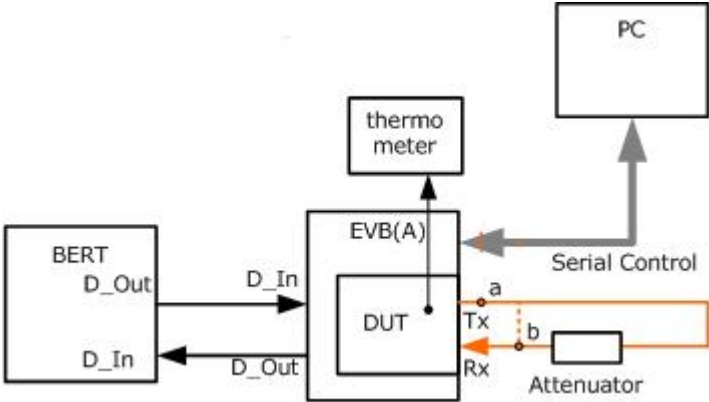 PC
thermo
meter
EVB(A)
BERT
D_Out
D_In
Serial Control
a
DUT
Tx
b
D_In
D_Out
Rx
Attenuator